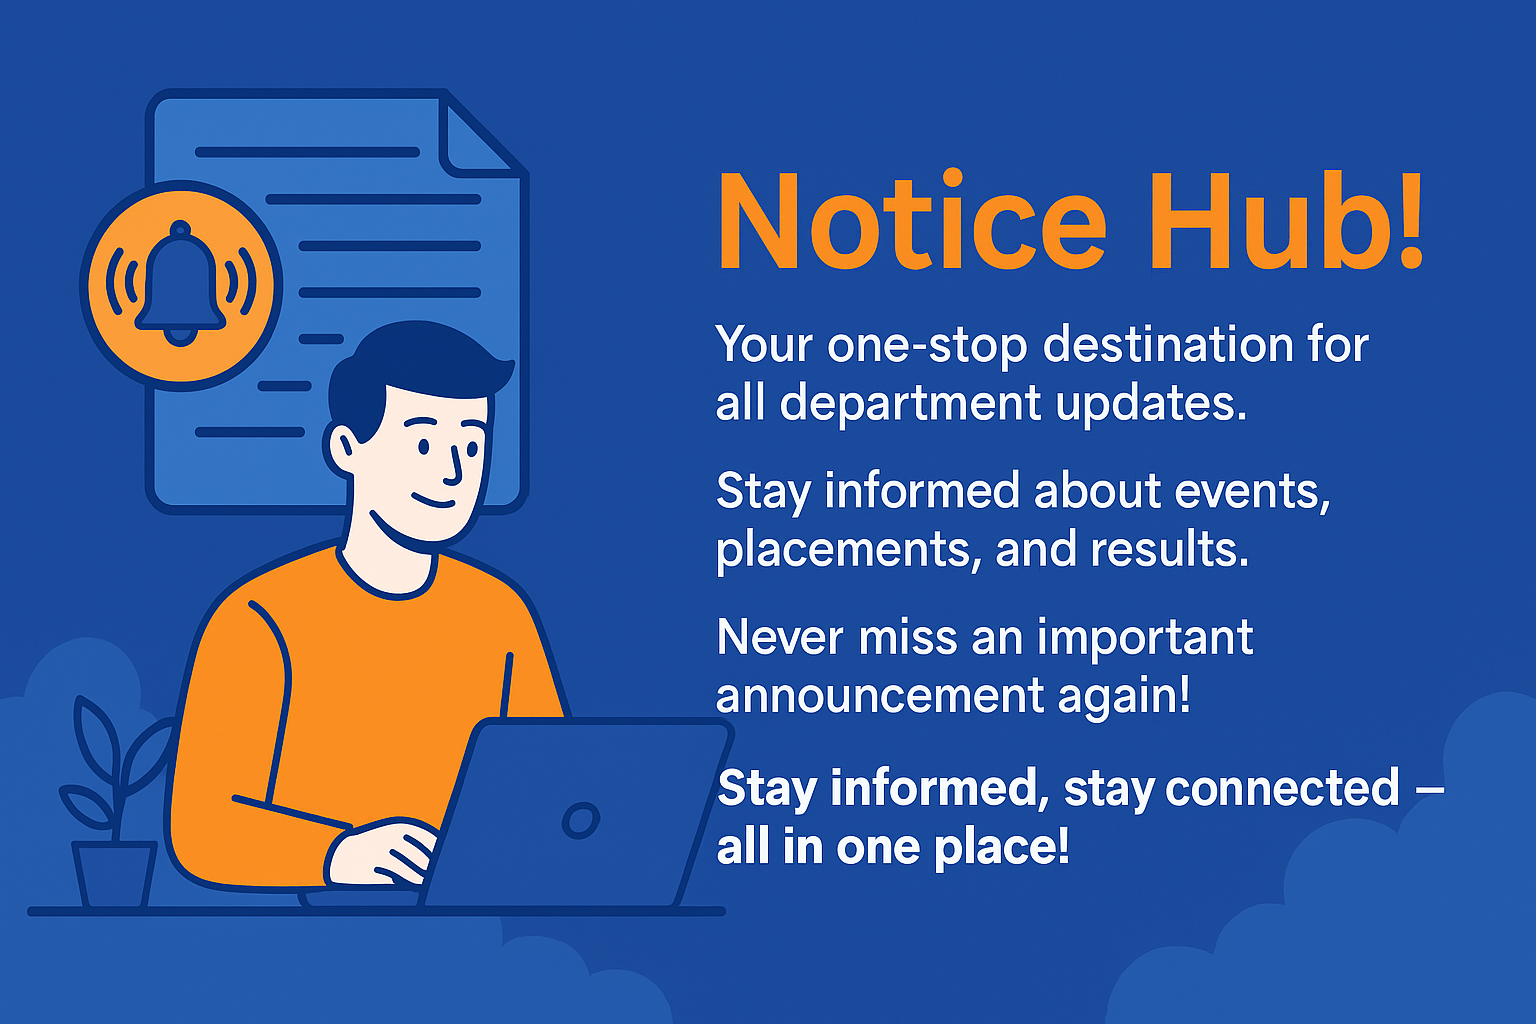 Notice Hub!
Your one-stop destination for
all department updates.
Stay informed about events,
placements, and results.
Never miss an important
announcement again!
Stay informed, stay connected –
all in one place!